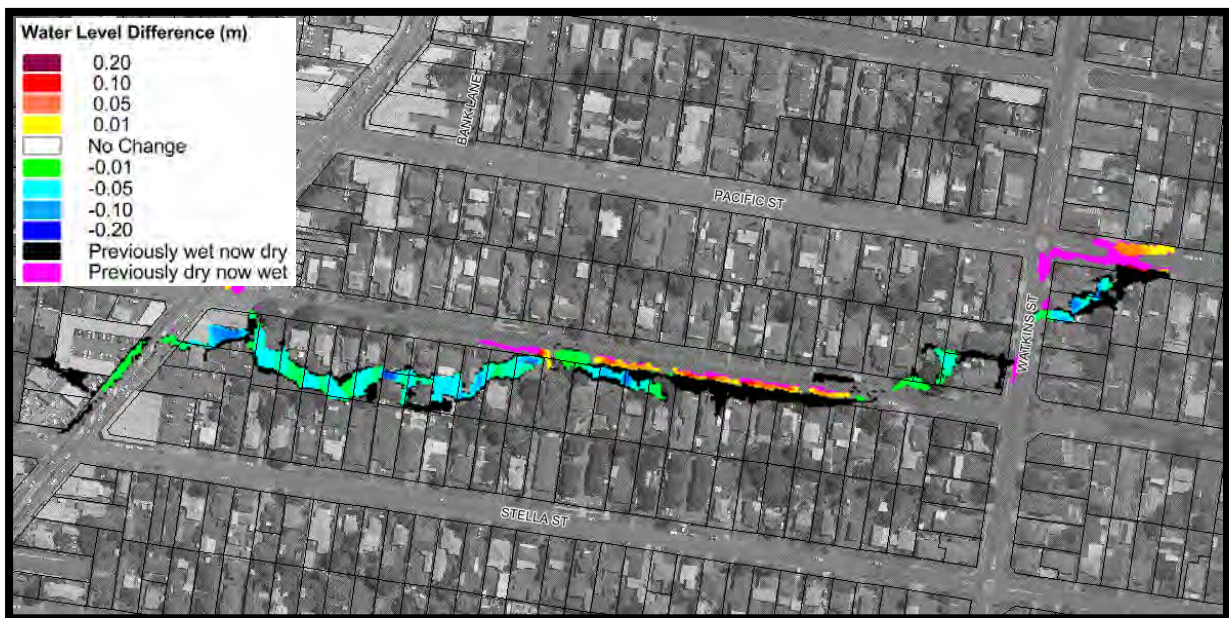 Water Level Difference (m)
0.20
0.10
0.05
0.01
No Change
-0.01
-0.05
-0.10
-0.20
Previously wet now dry
Previously dry now wet
BANK LANE
PACIFIC ST
WATKINS ST
STELLA ST